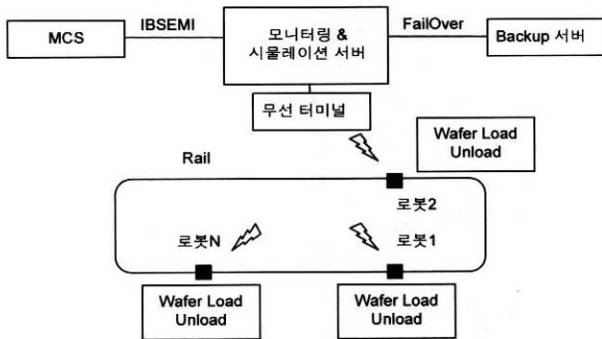 MCS
IBSEMI
모니터링 &
시물레이션 서버
FailOver
Backup 서버
무선 터미널
Wafer Load
Unload
Rail
로봇2
로봇N
로봇1
Wafer Load
Unload
Wafer Load
Unload